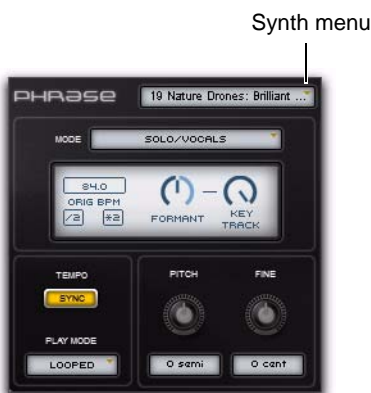 Synth menu
PHRASE
19 Nature Drones: Brilliant ...
MODE
SOLO/VOCALS
84.0
ORIG BPM
/2 *2
FORMANT
KEY TRACK
TEMPO
SYNC
PLAY MODE
LOOPED
PITCH FINE
0 semi 0 cent